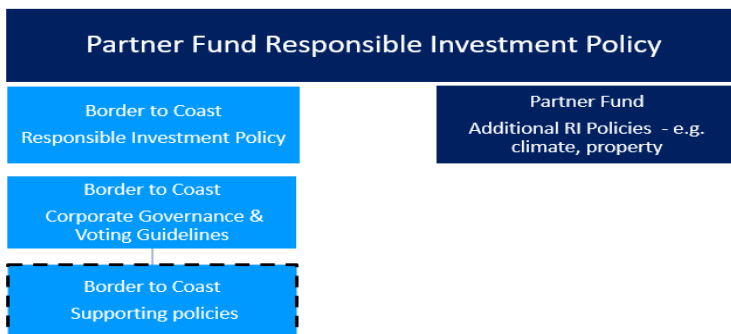 Partner Fund Responsible Investment Policy
Border to Coast
Responsible Investment Policy
Partner Fund
Additional RI Policies - e.g.
climate, property
Border to Coast
Corporate Governance &
Voting Guidelines
Border to Coast
Supporting policies